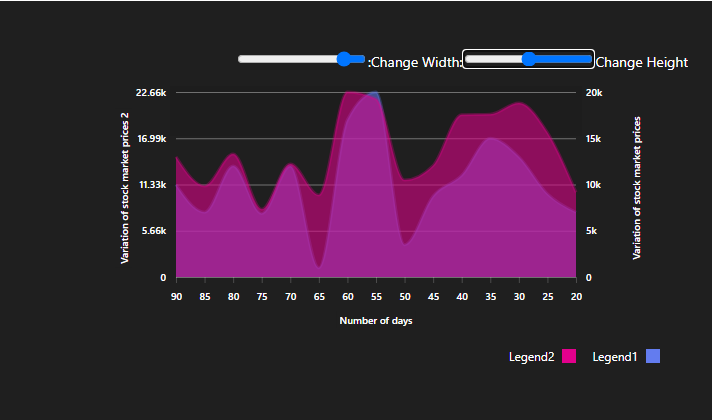 :Change Width: Change Height
Variation of stock market prices 2
22.66k
16.99k
11.33k
5.66k
0
20k
15k
10k
5k
0
Variation of stock market prices
90 85 80 75 70 65 60 55 50 45 40 35 30 25 20
Number of days
Legend2 Legend1